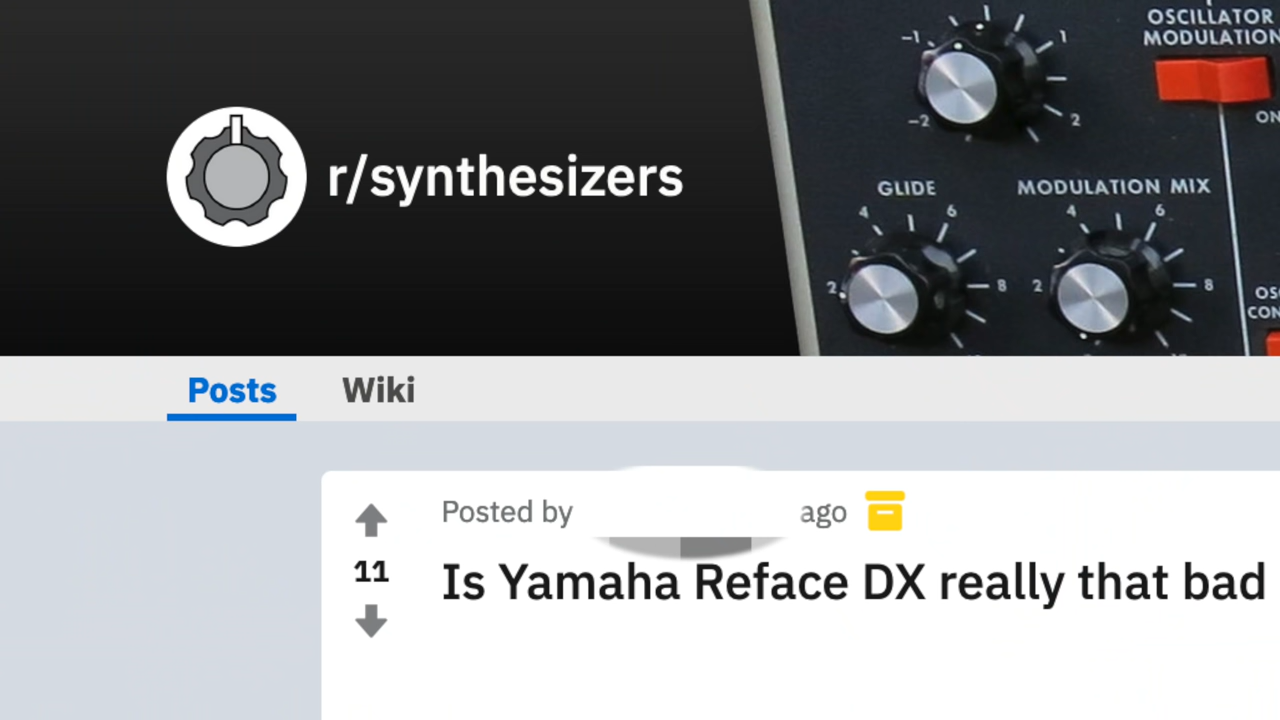 OSCILLATOR
MODULATION
-1 1
-2 2
ON
r/synthesizers
GLIDE MODULATION MIX
4 6 4 6
2 8 2 8
Posts Wiki
Posted by ago
11
Is Yamaha Reface DX really that bad